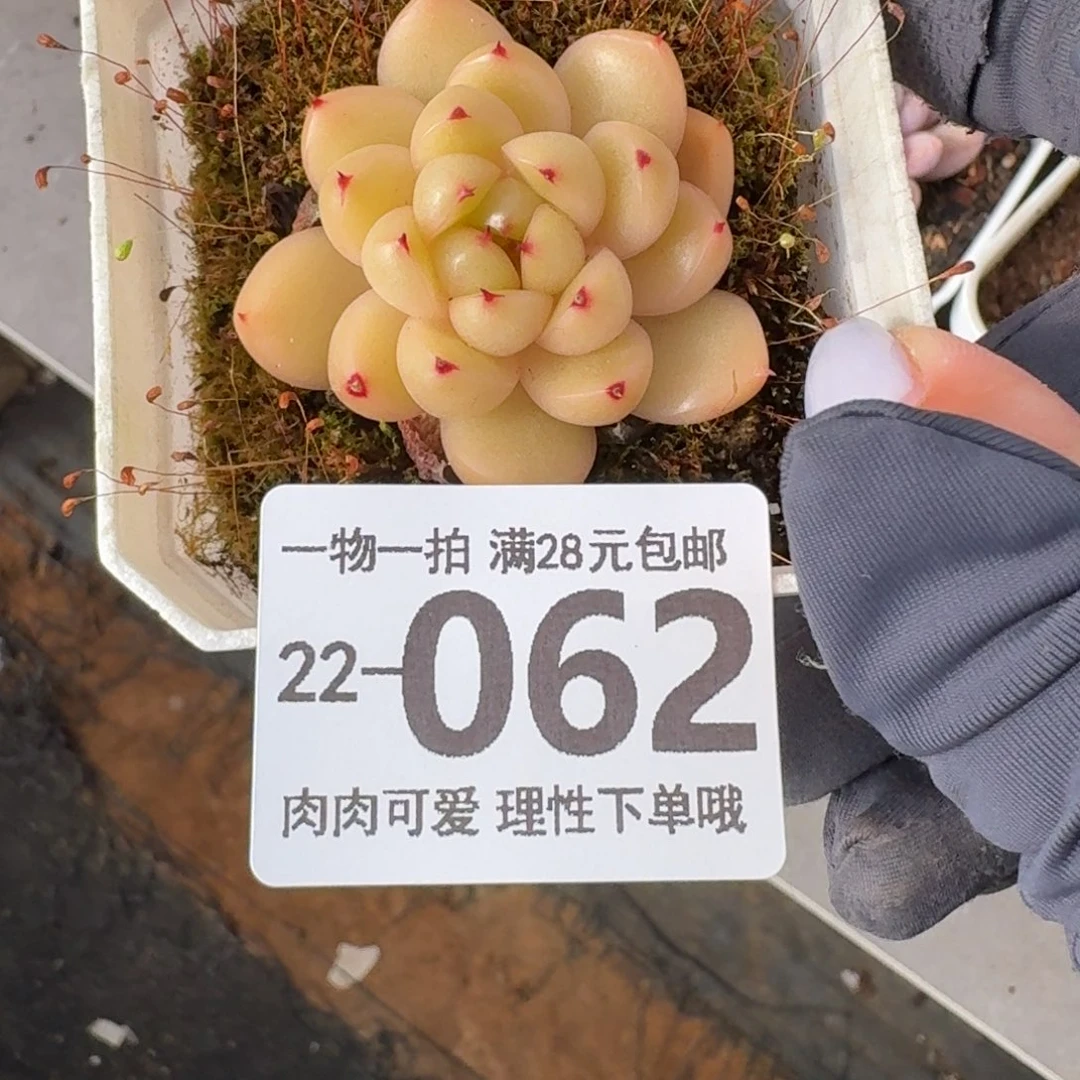 一物一拍 满28元包邮
22-062
肉肉可爱 理性下单哦